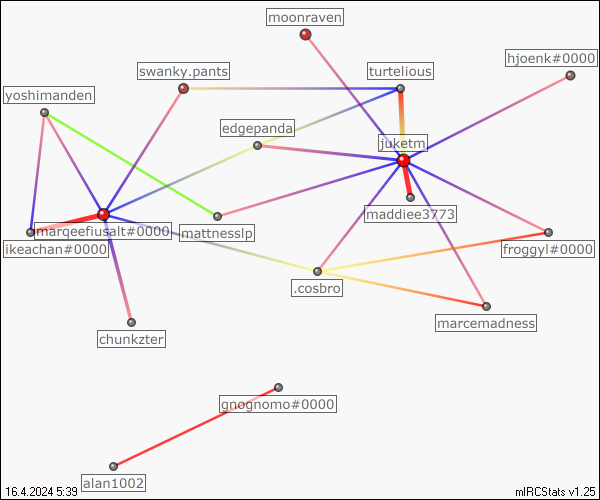 moonraven
hjoenk#0000
swanky.pants
turtelious
yoshimanden
edgepanda
juketm
maddiee3773
marqeefiusalt#0000
mattnesslp
ikeachan#0000
froggyl#0000
.cosbro
marcemadness
chunkzter
gnognomo#0000
alan1002
16.4.2024 5:39
mIRCStats v1.25